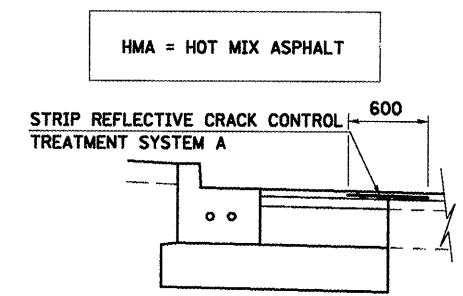 HMA = HOT MIX ASPHALT
600
STRIP REFLECTIVE CRACK CONTROL
TREATMENT SYSTEM A